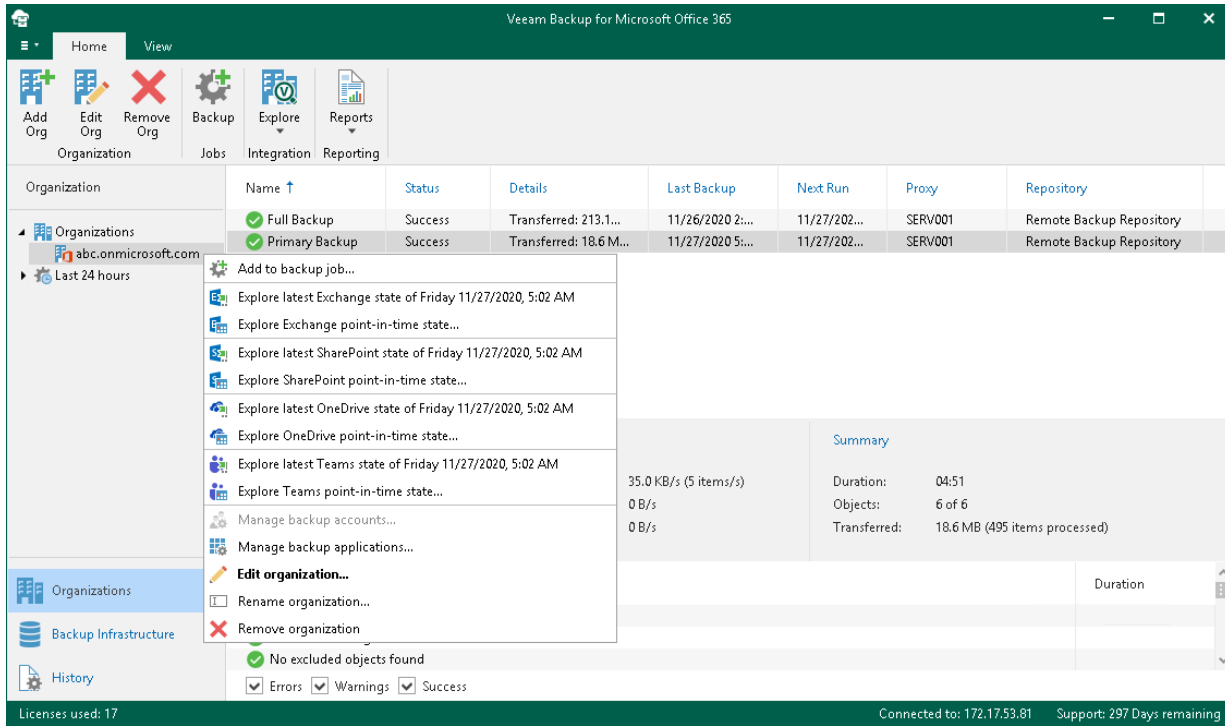 Veeam Backup for Microsoft Office 365
Home View
Add Org
Edit Org
Remove Org
Backup
Explore
Reports
Organization
Jobs
Integration
Reporting
Organization
Organizations
abc.onmicrosoft.com
Last 24 hours
Name Status Details Last Backup Next Run Proxy Repository
Full Backup Success Transferred: 213.1... 11/26/2020 2:... 11/27/202... SERV001 Remote Backup Repository
Primary Backup Success Transferred: 18.6 M... 11/27/2020 5:... 11/27/202... SERV001 Remote Backup Repository
Add to backup job...
Explore latest Exchange state of Friday 11/27/2020, 5:02 AM
Explore Exchange point-in-time state...
Explore latest SharePoint state of Friday 11/27/2020, 5:02 AM
Explore SharePoint point-in-time state...
Explore latest OneDrive state of Friday 11/27/2020, 5:02 AM
Explore OneDrive point-in-time state...
Explore latest Teams state of Friday 11/27/2020, 5:02 AM
Explore Teams point-in-time state...
Manage backup accounts...
Manage backup applications...
Edit organization...
Rename organization...
Remove organization
35.0 KB/s (5 items/s)
0 B/s
0 B/s
Summary
Duration: 04:51
Objects: 6 of 6
Transferred: 18.6 MB (495 items processed)
Duration
No excluded objects found
Errors Warnings Success
Organizations
Backup Infrastructure
History
Licenses used: 17
Connected to: 172.17.53.81 Support: 297 Days remaining